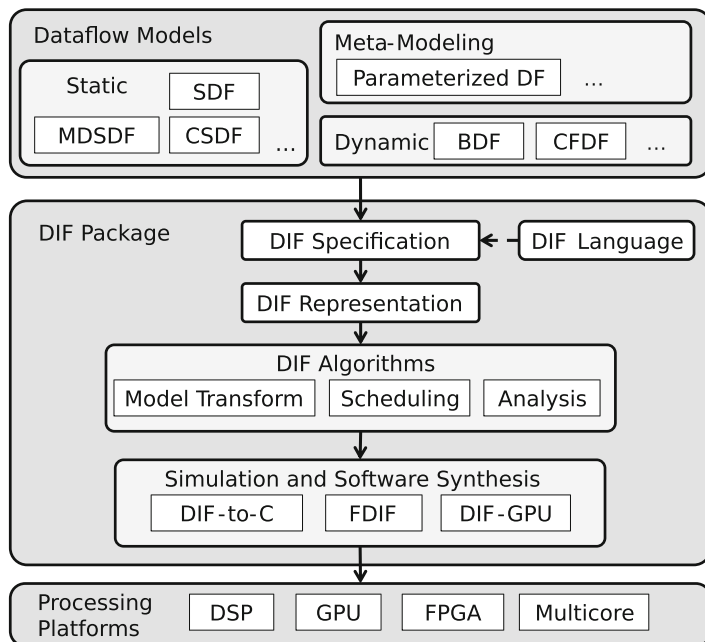 Dataflow Models
Static
SDF
MDSDF
CSDF
...
Meta-Modeling
Parameterized DF
...
Dynamic
BDF
CFDF
...
DIF Package
DIF Specification
DIF Language
DIF Representation
DIF Algorithms
Model Transform
Scheduling
Analysis
Simulation and Software Synthesis
DIF-to-C
FDIF
DIF-GPU
Processing
Platforms
DSP
GPU
FPGA
Multicore